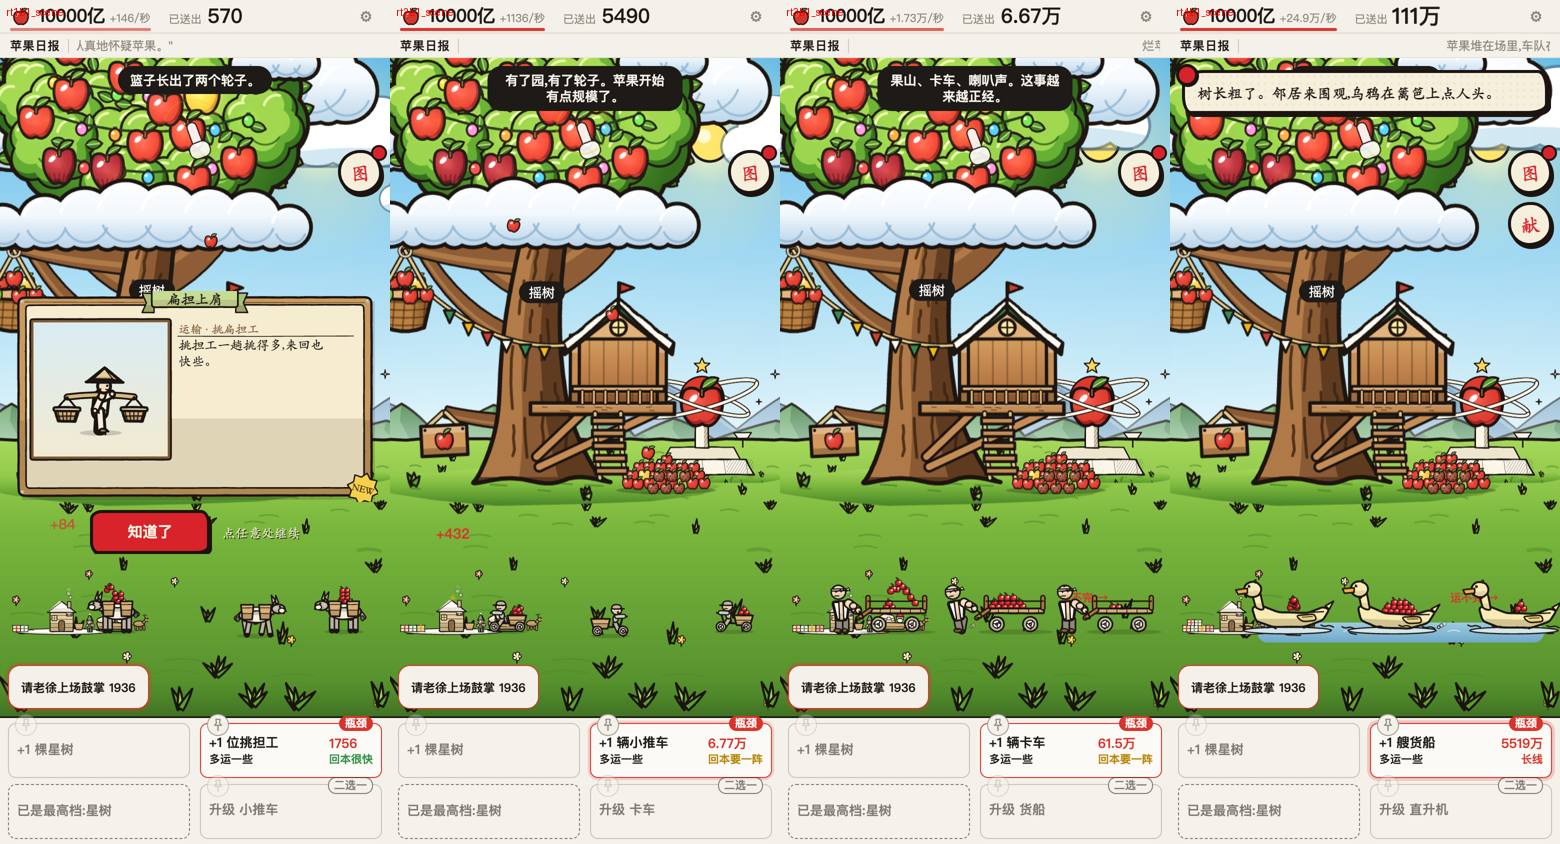 0000亿 +146/秒 已送出 570
苹果日报 人真地怀疑苹果。"
篮子长出了两个轮子。
图
摇树
扁担上肩
运输·挑扁担工
挑担工一趟挑得多,来回也
快些。
NEW
+84
知道了 点任意处继续
请老徐上场鼓掌 1936
+1 棵星树
瓶颈
+1 位挑担工 1756
多运一些 回本很快
已是最高档:星树
二选一
升级 小推车
0000亿 +1136/秒 已送出 5490
苹果日报
有了园,有了轮子。苹果开始
有点规模了。
图
摇树
+432
请老徐上场鼓掌 1936
+1 棵星树
瓶颈
+1 辆小推车 6.77万
多运一些 回本要一阵
已是最高档:星树
二选一
升级 卡车
0000亿 +1.73万/秒 已送出 6.67万
苹果日报
果山、卡车、喇叭声。这事越
来越正经。
图
摇树
请老徐上场鼓掌 1936
+1 棵星树
瓶颈
+1 辆卡车 61.5万
多运一些 回本要一阵
已是最高档:星树
二选一
升级 货船
0000亿 +24.9万/秒 已送出 111万
苹果日报 苹果堆在场里,车队在
树长粗了。邻居来围观,乌鸦在篱笆上点人头。
图
献
摇树
请老徐上场鼓掌 1936
+1 棵星树
瓶颈
+1 艘货船 5519万
多运一些 长线
已是最高档:星树
二选一
升级 直升机